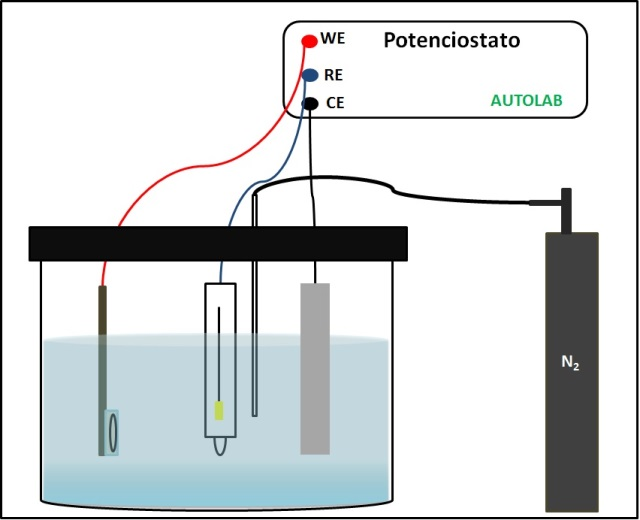 WE
Potenciostato
RE
CE
AUTOLAB
N₂